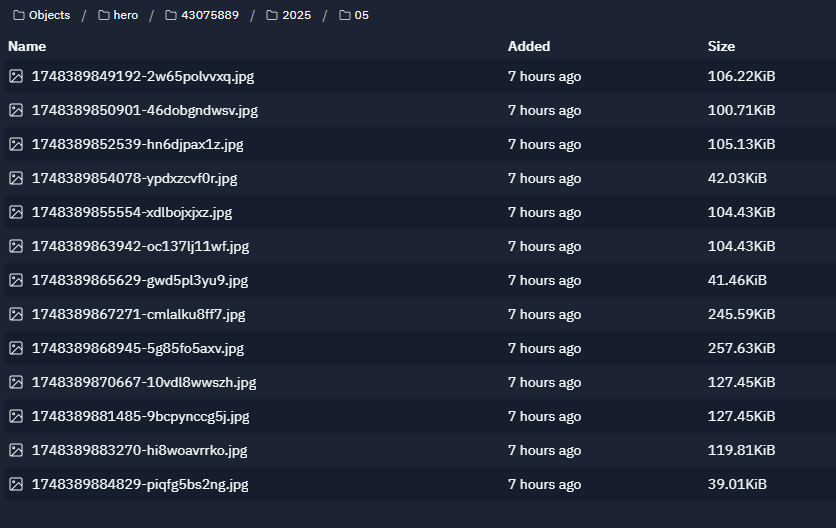 Objects / hero / 43075889 / 2025 / 05
Name Added Size
1748389849192-2w65polvvxq.jpg 7 hours ago 106.22KiB
1748389850901-46dobgndwsv.jpg 7 hours ago 100.71KiB
1748389852539-hn6djpax1z.jpg 7 hours ago 105.13KiB
1748389854078-ypdxzcvf0r.jpg 7 hours ago 42.03KiB
1748389855554-xdlbojxjxz.jpg 7 hours ago 104.43KiB
1748389863942-oc137lj11wf.jpg 7 hours ago 104.43KiB
1748389865629-gwd5pl3yu9.jpg 7 hours ago 41.46KiB
1748389867271-cmlalku8ff7.jpg 7 hours ago 245.59KiB
1748389868945-5g85fo5axv.jpg 7 hours ago 257.63KiB
1748389870667-10vdl8wwszh.jpg 7 hours ago 127.45KiB
1748389881485-9bcpynccg5j.jpg 7 hours ago 127.45KiB
1748389883270-hi8woavrrko.jpg 7 hours ago 119.81KiB
1748389884829-piqfg5bs2ng.jpg 7 hours ago 39.01KiB